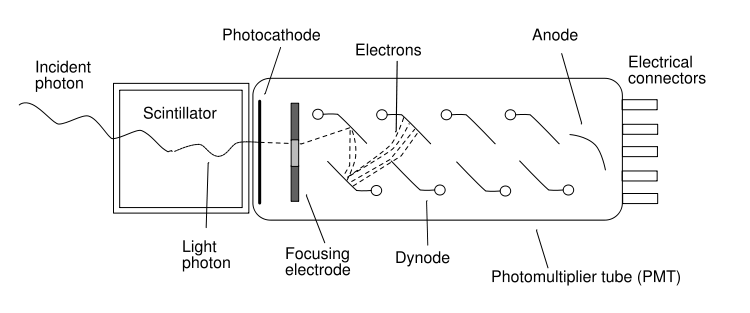 Photocathode
Electrons
Anode
Incident
photon
Electrical
connectors
Scintillator
Light
photon
Focusing
electrode
Dynode
Photomultiplier tube (PMT)